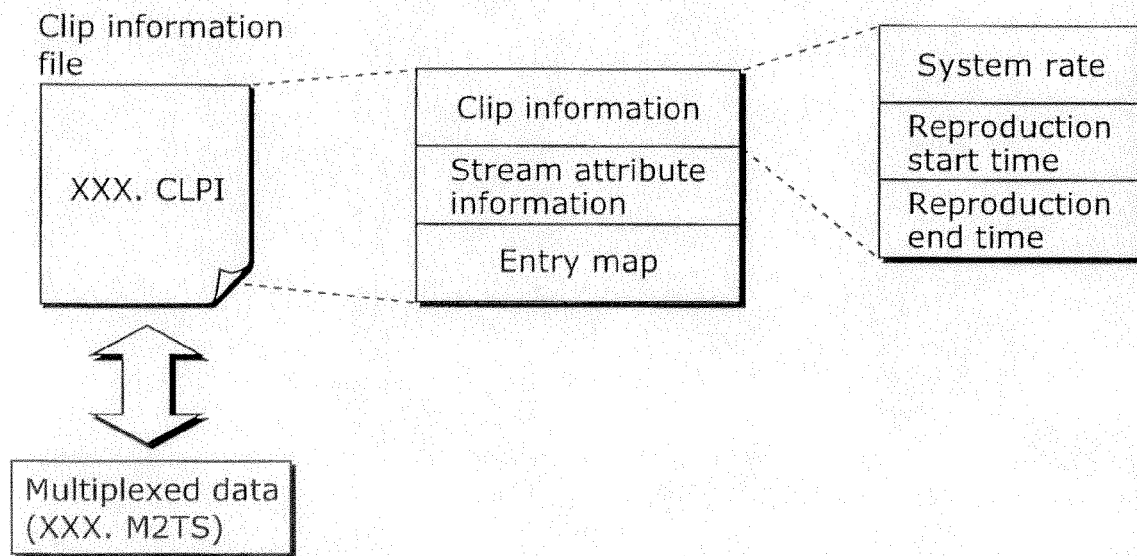 Clip information
file
XXX. CLPI
Multiplexed data
(XXX. M2TS)
Clip information
Stream attribute
information
Entry map
System rate
Reproduction
start time
Reproduction
end time